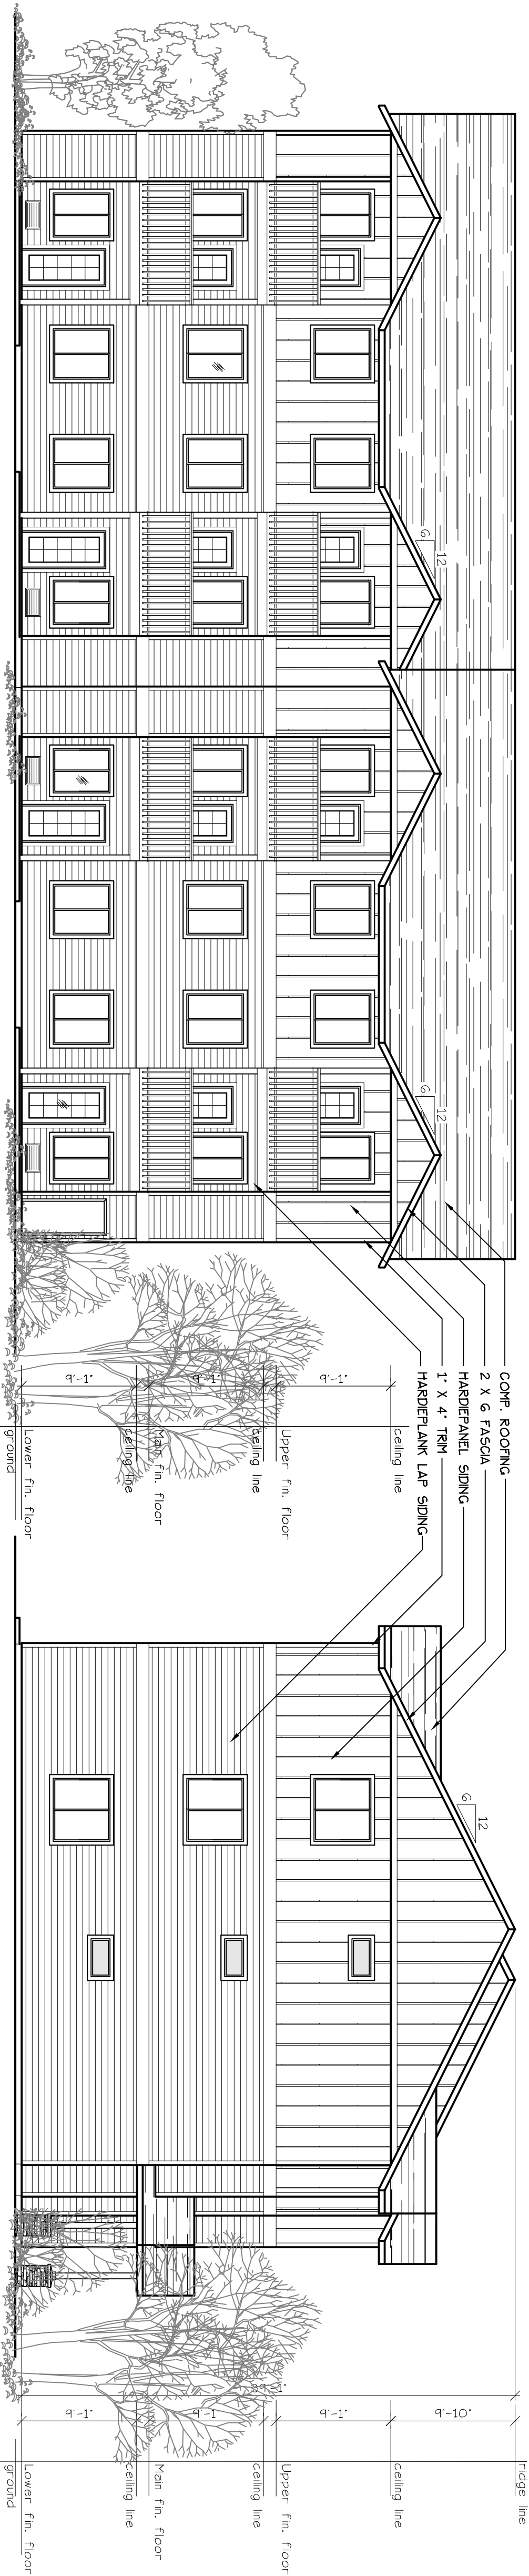 6
12
6
12
COMP. ROOFING
2 X 6 FASCIA
HARDIEPANEL SIDING
1" X 4" TRIM
HARDIEPLANK LAP SIDING
9'-1"
9'-1"
9'-1"
ceiling line
Upper fin. floor
ceiling line
Main fin. floor
ceiling line
Lower fin. floor
ground
6
12
9'-10"
9'-1"
9'-1"
9'-1"
ridge line
ceiling line
Upper fin. floor
ceiling line
Main fin. floor
ceiling line
Lower fin. floor
ground